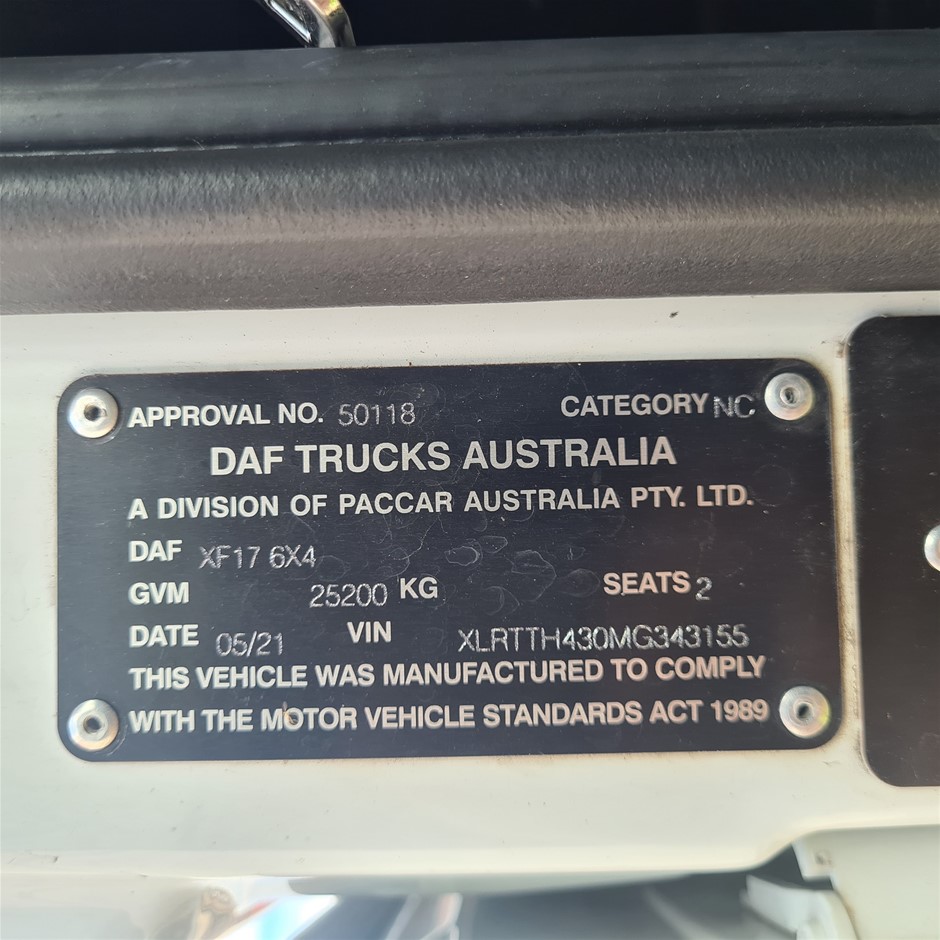 APPROVAL NO. 50118 CATEGORY NC
DAF TRUCKS AUSTRALIA
A DIVISION OF PACCAR AUSTRALIA PTY. LTD.
DAF XF17 6X4
GVM 25200 KG SEATS 2
DATE 05/21 VIN XLRTTH430MG343155
THIS VEHICLE WAS MANUFACTURED TO COMPLY
WITH THE MOTOR VEHICLE STANDARDS ACT 1989